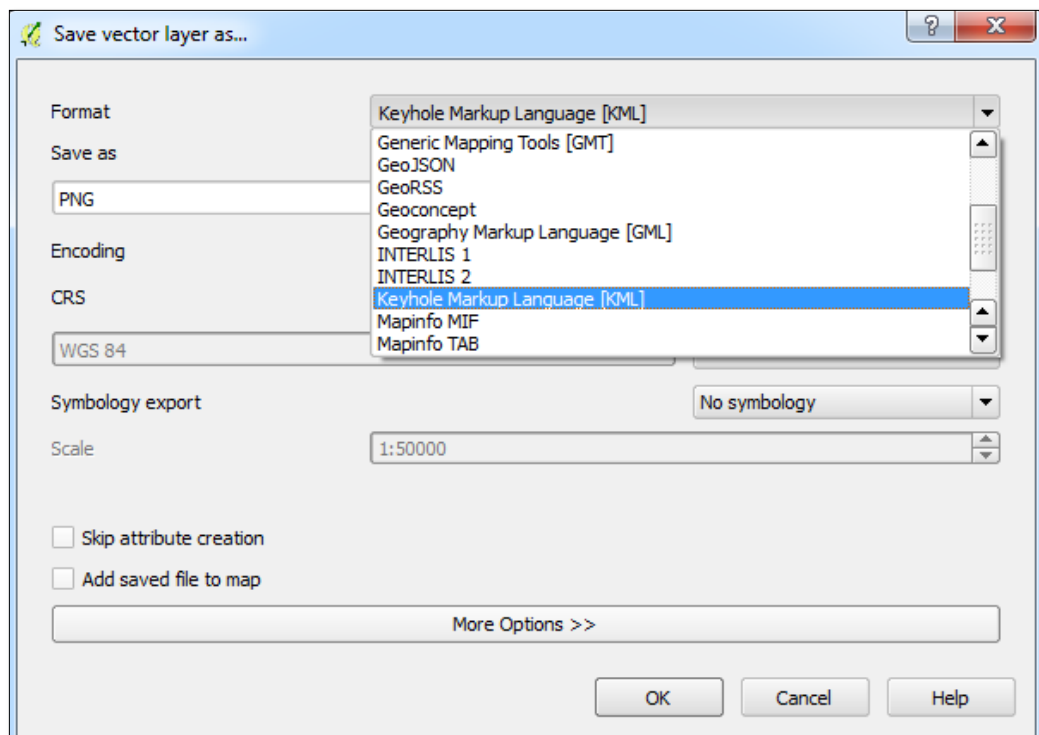 Save vector layer as...
?
X
Format
Keyhole Markup Language [KML]
Save as
Generic Mapping Tools [GMT]
GeoJSON
GeoRSS
PNG
Geoconcept
Geography Markup Language [GML]
Encoding
INTERLIS 1
INTERLIS 2
CRS
Keyhole Markup Language [KML]
Mapinfo MIF
WGS 84
Mapinfo TAB
Symbology export
No symbology
Scale
1:50000
Skip attribute creation
Add saved file to map
More Options >>
OK
Cancel
Help